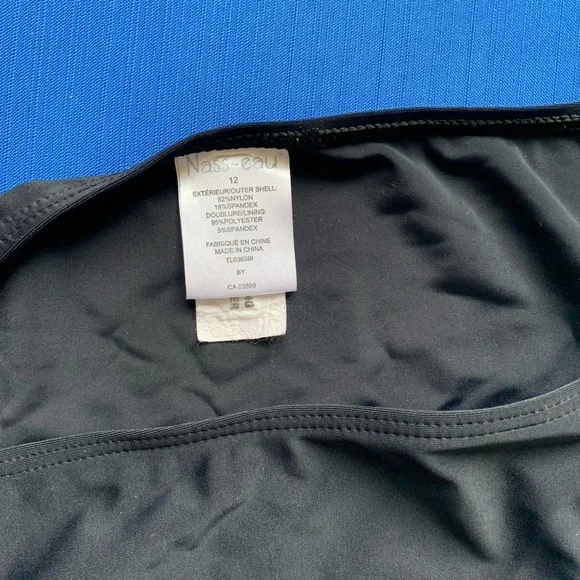 Nass-eau
12
EXTÉRIEUR/OUTER SHELL:
82%NYLON
18%SPANDEX
DOUBLURE/LINING:
95%POLYESTER
5%SPANDEX
FABRIQUÉ EN CHINE
MADE IN CHINA
TL0365BI
BY
CA 03599